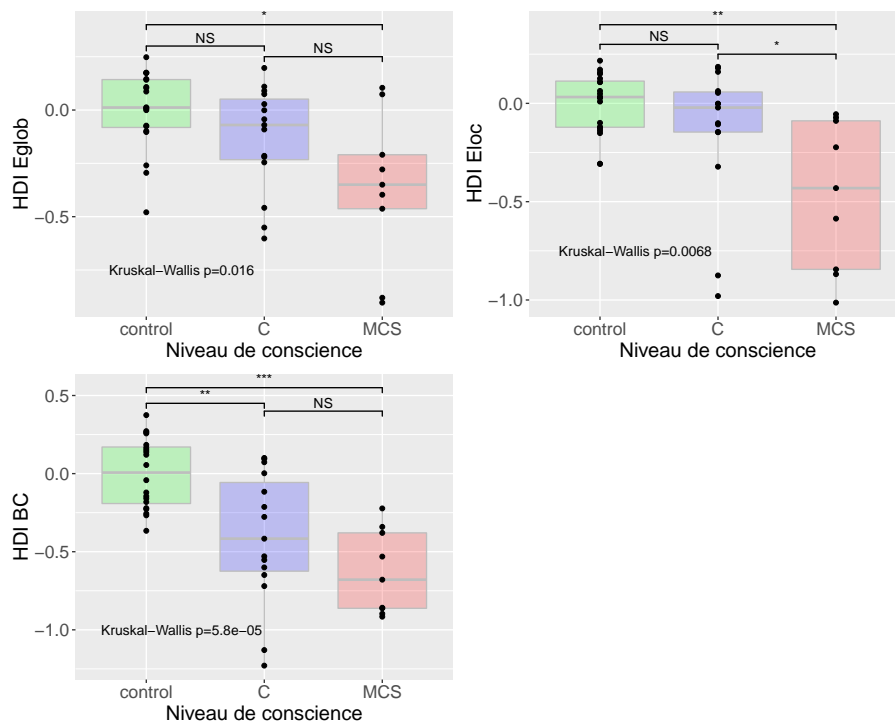 *
NS
NS
0.0
−0.5
HDI Eglob
Kruskal−Wallis p=0.016
control
C
MCS
Niveau de conscience
**
NS
*
0.0
−0.5
−1.0
HDI Eloc
Kruskal−Wallis p=0.0068
control
C
MCS
Niveau de conscience
***
**
NS
0.5
0.0
−0.5
−1.0
HDI BC
Kruskal−Wallis p=5.8e−05
control
C
MCS
Niveau de conscience